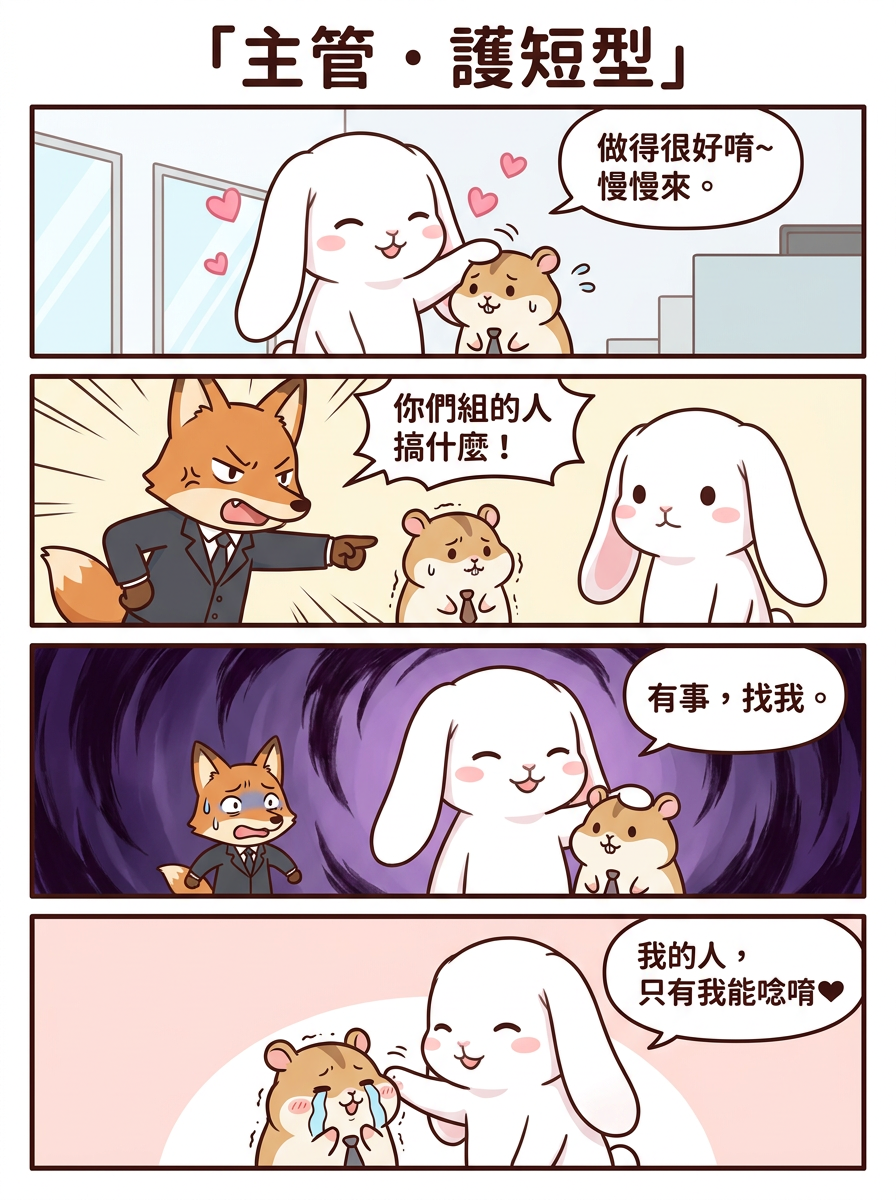 「主管・護短型」
做得很好唷~
慢慢來。
你們組的人
搞什麼！
有事，找我。
我的人，
只有我能唸唷♥